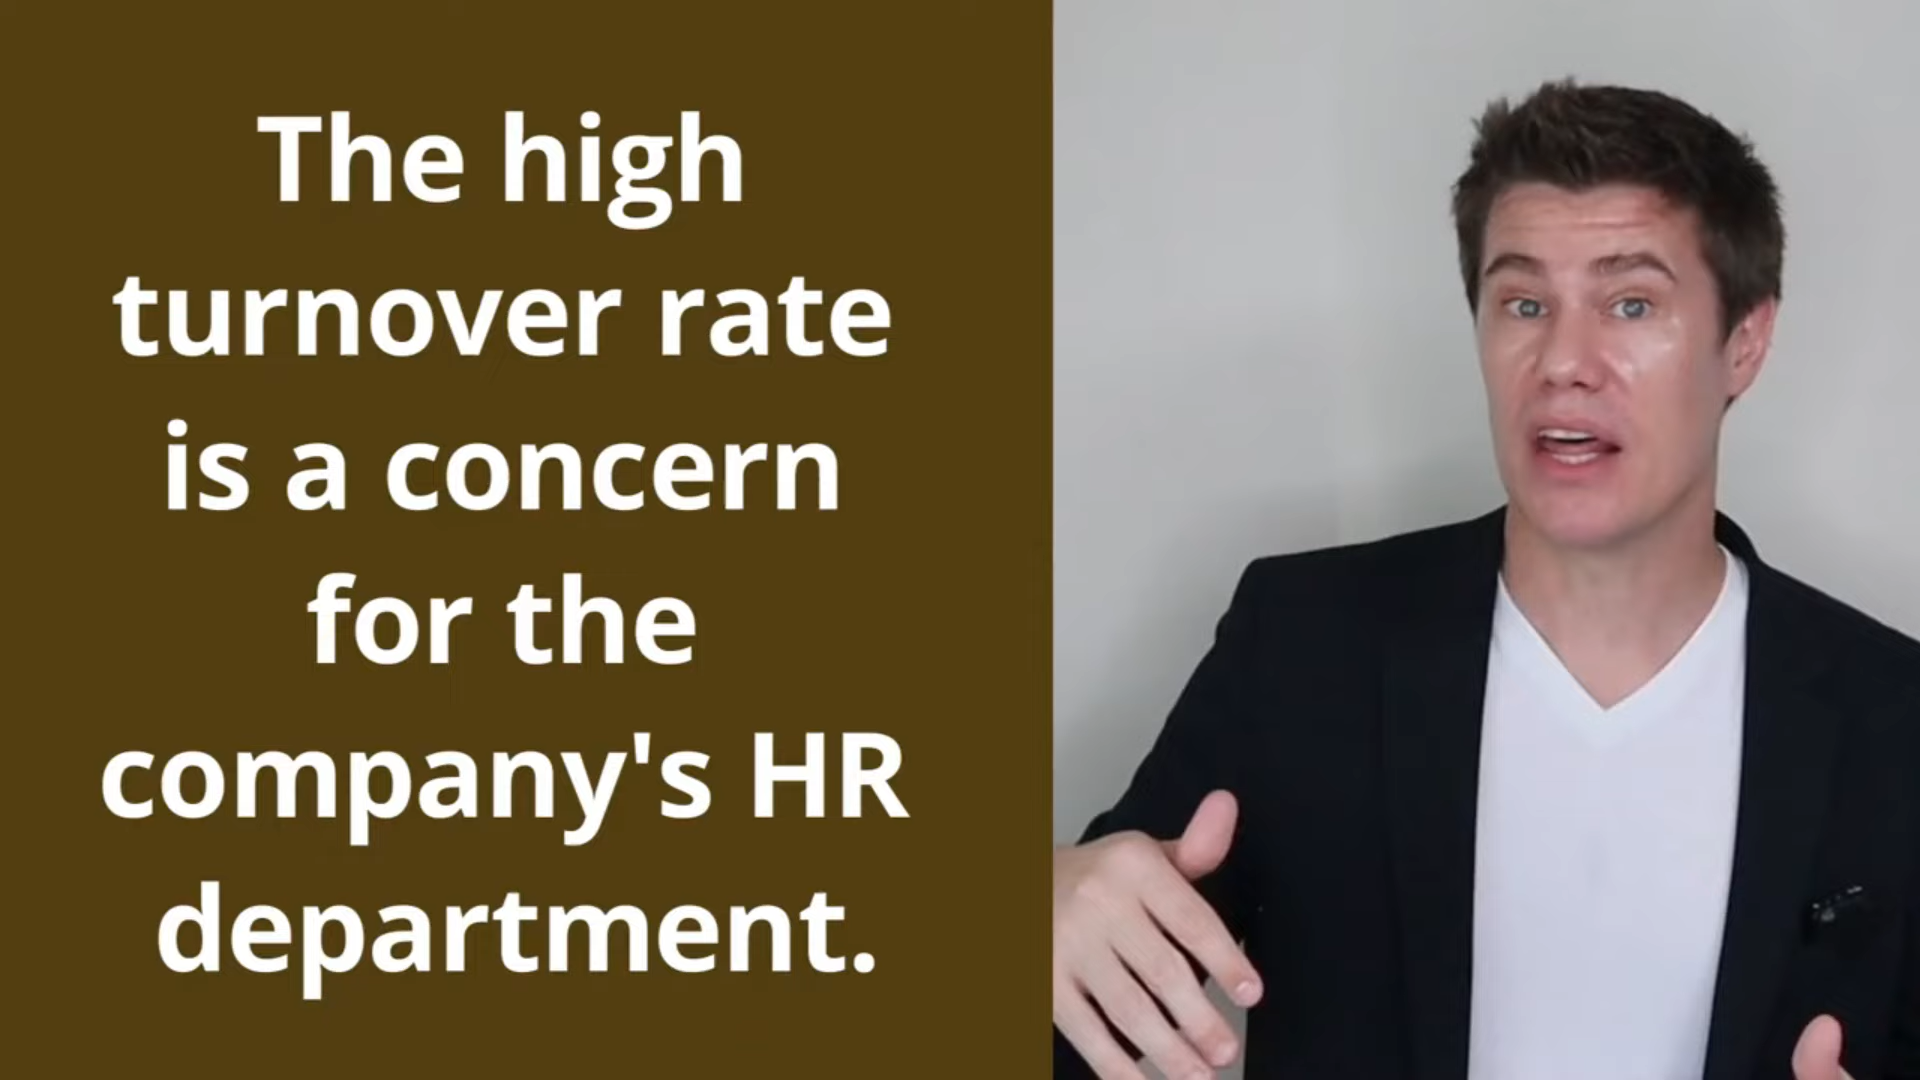 The high
turnover rate
is a concern
for the
company's HR
department.